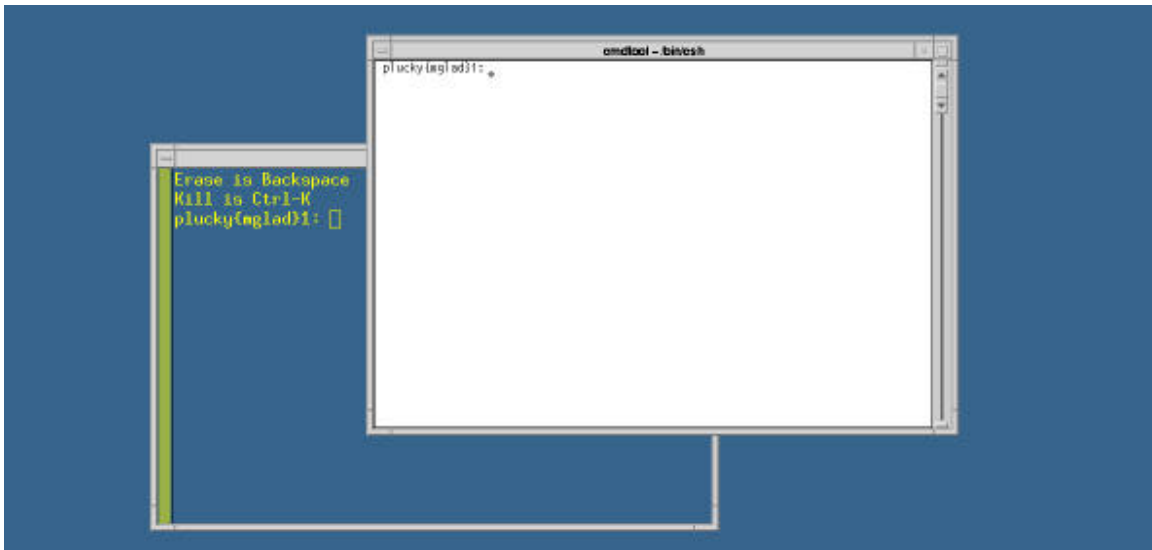 cmdtool - /bin/csh
plucky{mglad}1:
Erase is Backspace
Kill is Ctrl-K
plucky{mglad}1: